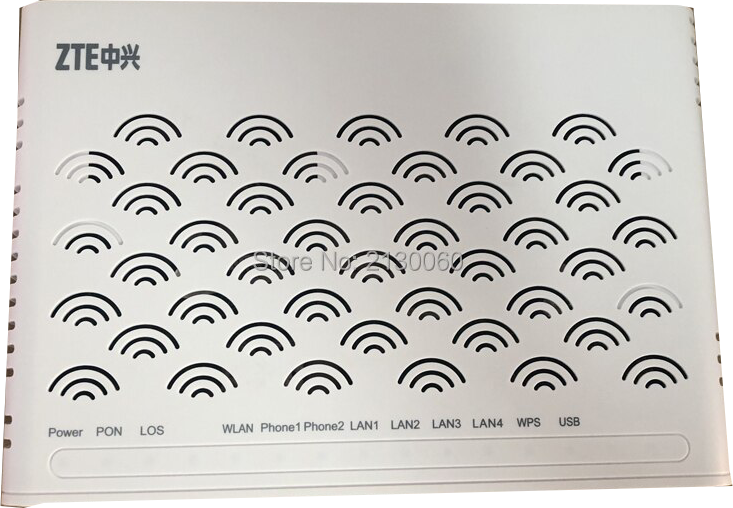 ZTE中兴
Store No: 2130060
Power PON LOS WLAN Phone1 Phone2 LAN1 LAN2 LAN3 LAN4 WPS USB